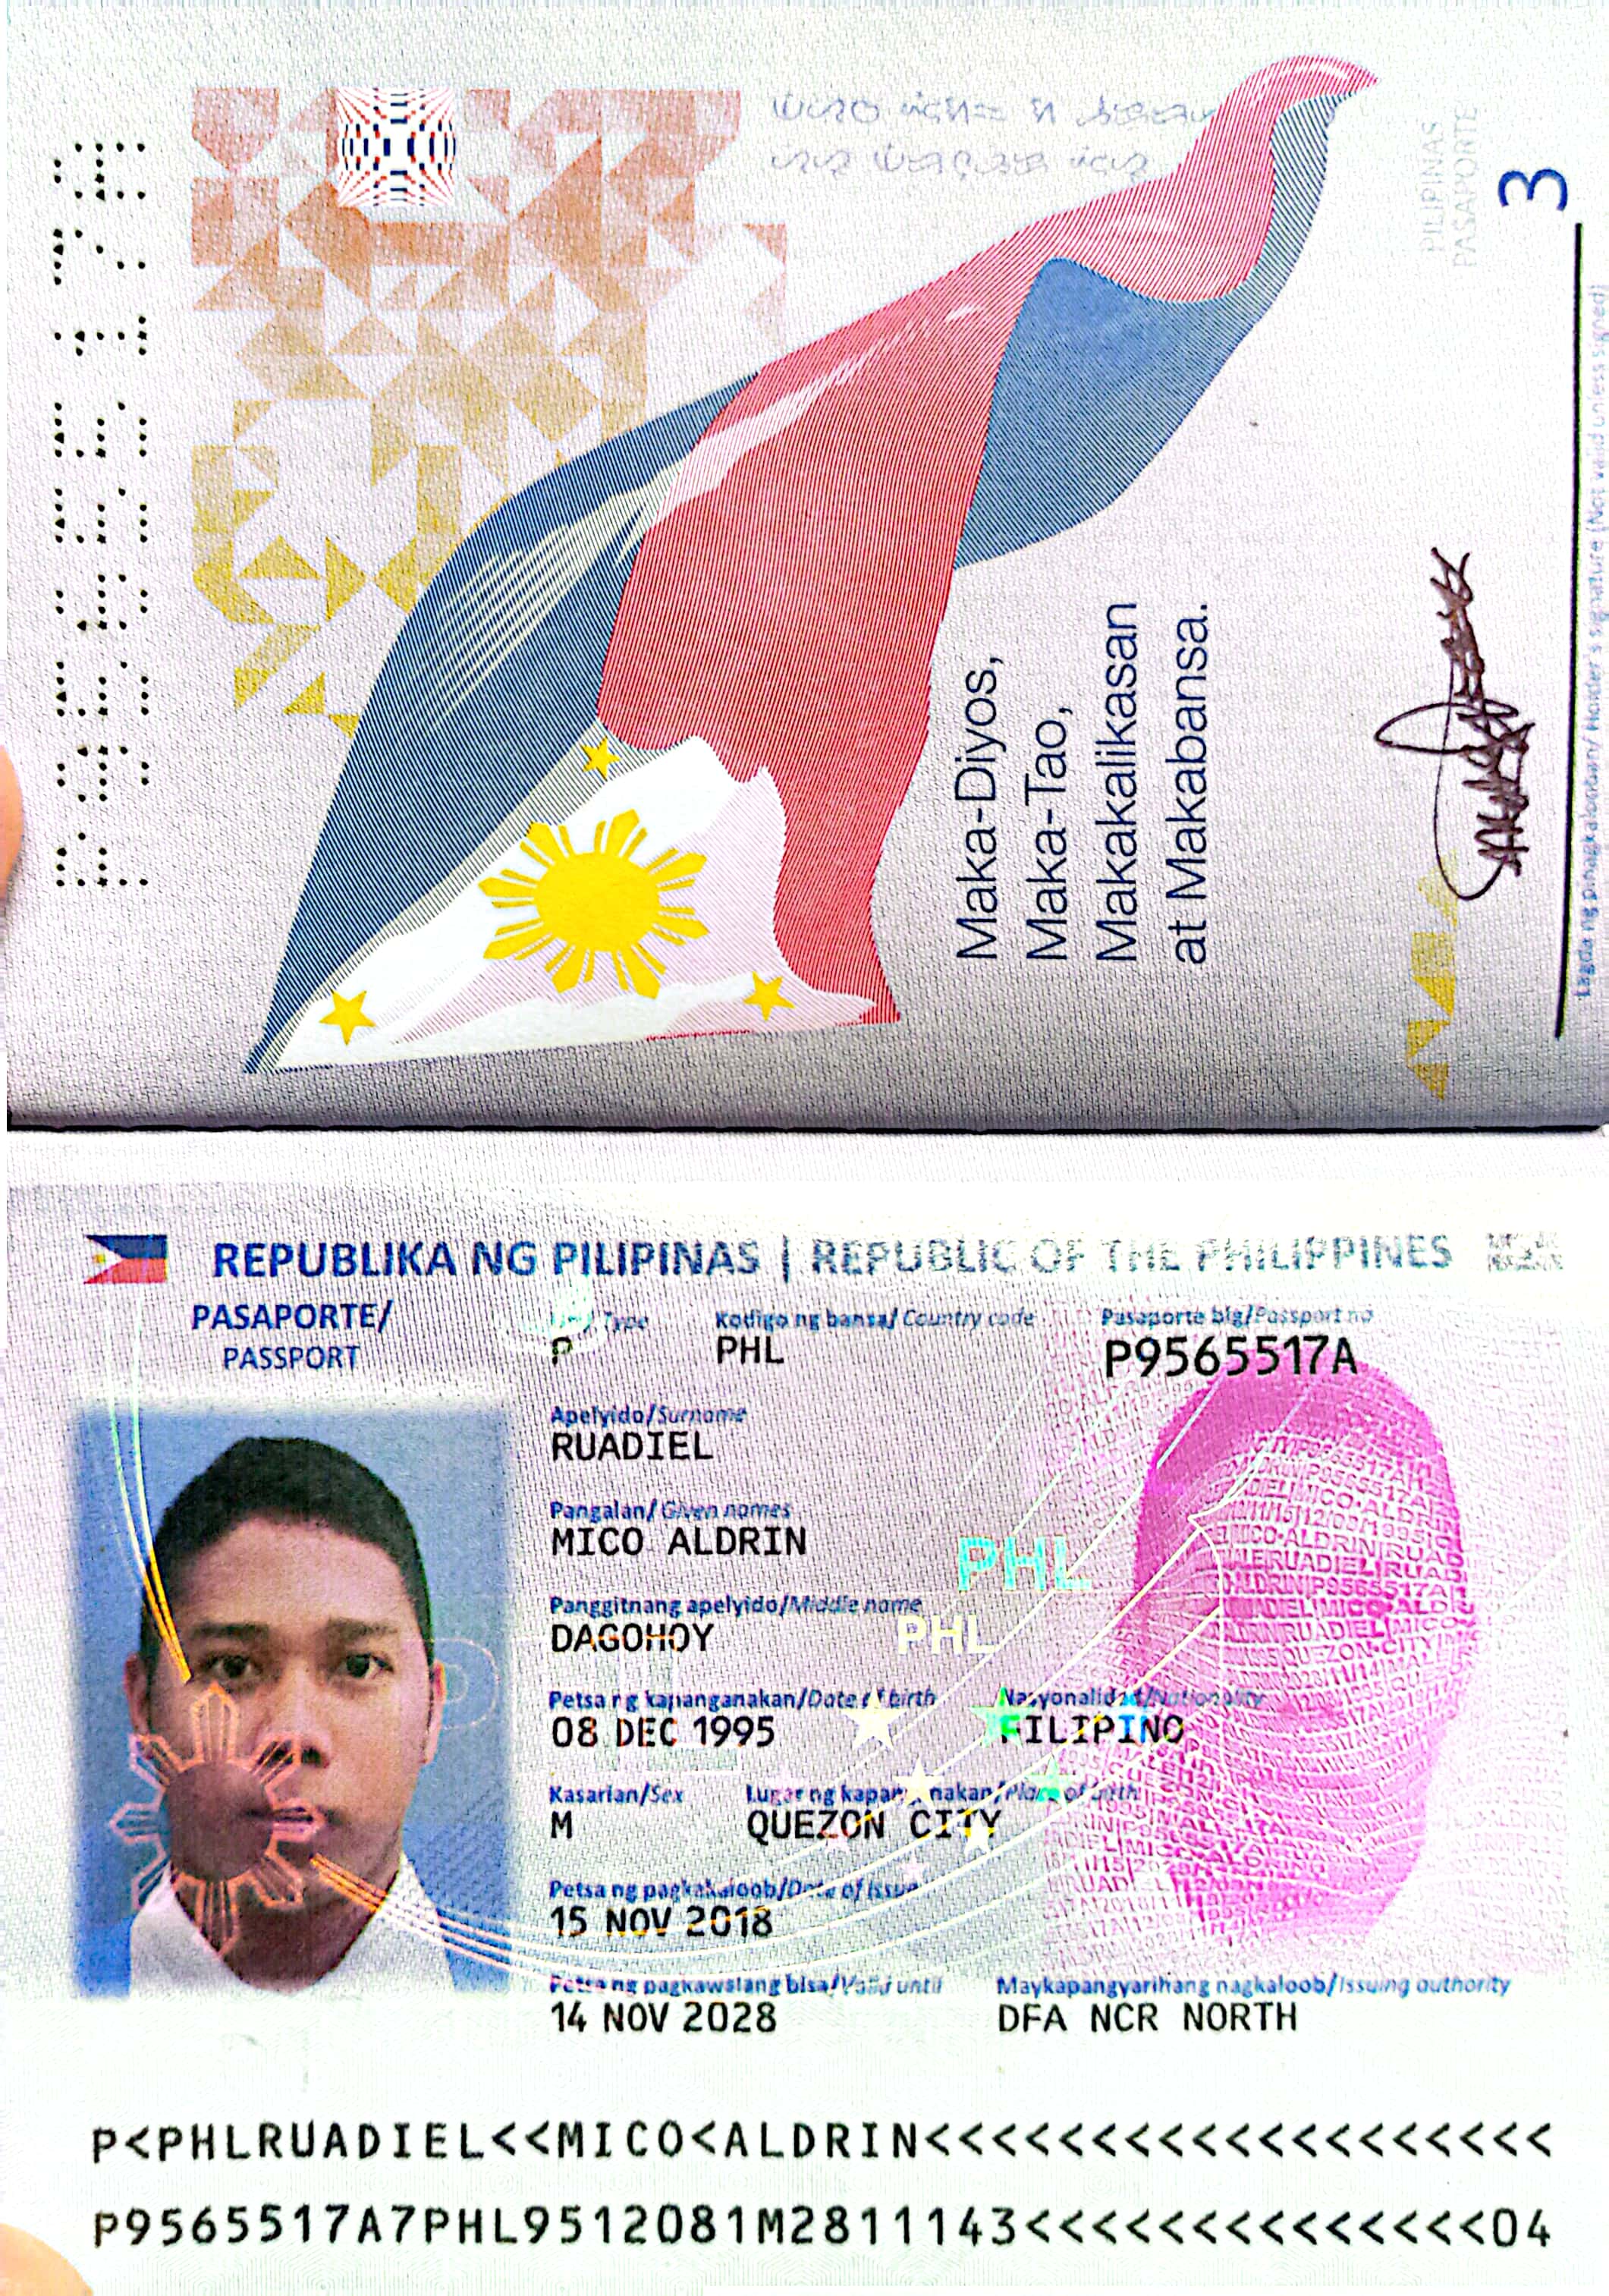 P9565517A
PILIPINAS
PASAPORTE
3
Maka-Diyos,
Maka-Tao,
Makakalikasan
at Makabansa.
Lagda ng pinagkalooban/ Holder's signature (Not valid unless signed)
REPUBLIKA NG PILIPINAS | REPUBLIC OF THE PHILIPPINES
PASAPORTE/
PASSPORT
Type Kodigo ng bansa/ Country code Pasaporte blg/Passport no
P PHL P9565517A
Apelyido/Surname
RUADIEL
Pangalan/ Given names
MICO ALDRIN
PHL
Panggitnang apelyido/Middle name
DAGOHOY
PHL
Petsa ng kapanganakan/Date of birth Nasyonalidad/Nationality
08 DEC 1995 FILIPINO
Kasarian/Sex Lugar ng kapanganakan/Place of birth
M QUEZON CITY
Petsa ng pagkakaloob/Date of issue
15 NOV 2018
Petsa ng pagkawalang bisa/Valid until Maykapangyarihang nagkaloob/Issuing authority
14 NOV 2028 DFA NCR NORTH
P<PHLRUADIEL<<MICO<ALDRIN<<<<<<<<<<<<<<<<<<<
P9565517A7PHL9512081M2811143<<<<<<<<<<<<<<04